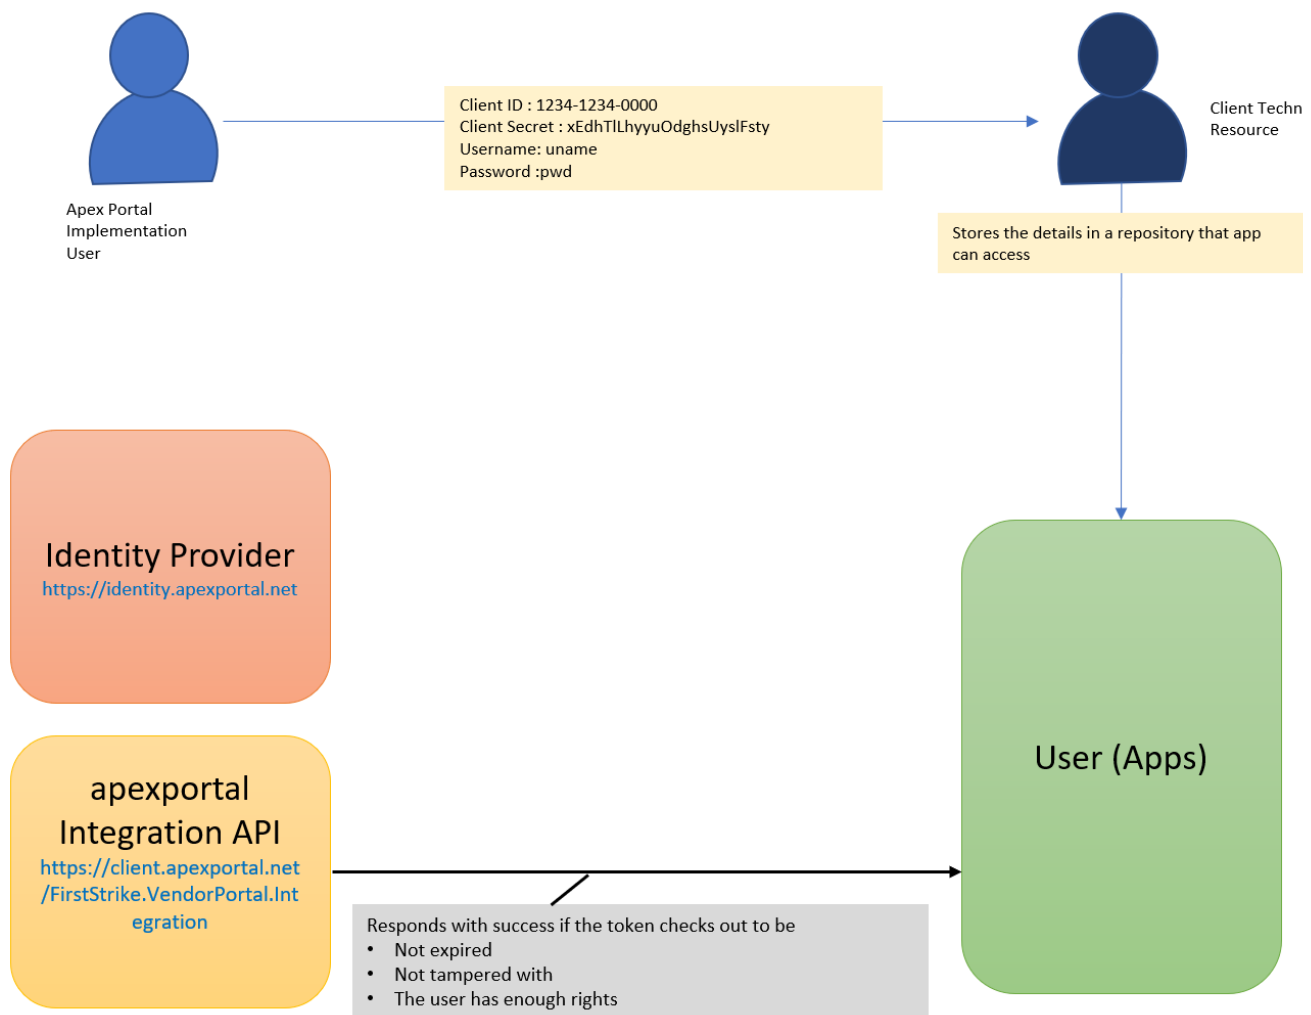 Client ID : 1234-1234-0000
Client Secret : xEdhTlLhyyuOdghsUyslFsty
Username: uname
Password :pwd
Client Techn
Resource
Apex Portal
Implementation
User
Stores the details in a repository that app
can access
Identity Provider
https://identity.apexportal.net
User (Apps)
apexportal
Integration API
https://client.apexportal.net
/FirstStrike.VendorPortal.Int
egration
Responds with success if the token checks out to be
• Not expired
• Not tampered with
• The user has enough rights